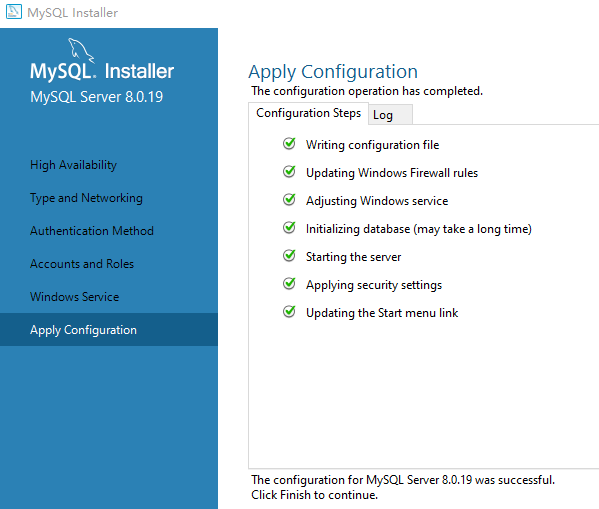 MySQL Installer
MySQL. Installer
MySQL Server 8.0.19
High Availability
Type and Networking
Authentication Method
Accounts and Roles
Windows Service
Apply Configuration
Apply Configuration
The configuration operation has completed.
Configuration Steps
Log
Writing configuration file
Updating Windows Firewall rules
Adjusting Windows service
Initializing database (may take a long time)
Starting the server
Applying security settings
Updating the Start menu link
The configuration for MySQL Server 8.0.19 was successful.
Click Finish to continue.